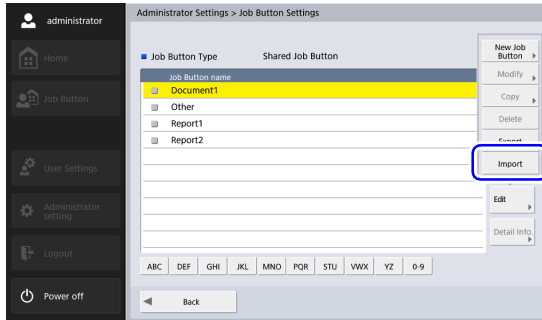 administrator
Home
Job Button
User Settings
Administrator
setting
Logout
Power off
Administrator Settings > Job Button Settings
Job Button Type Shared Job Button
Job Button name
Document1
Other
Report1
Report2
ABC DEF GHI JKL MNO PQR STU VWX YZ 0-9
Back
New Job
Button
Modify
Copy
Delete
Export
Import
Edit
Detail Info.